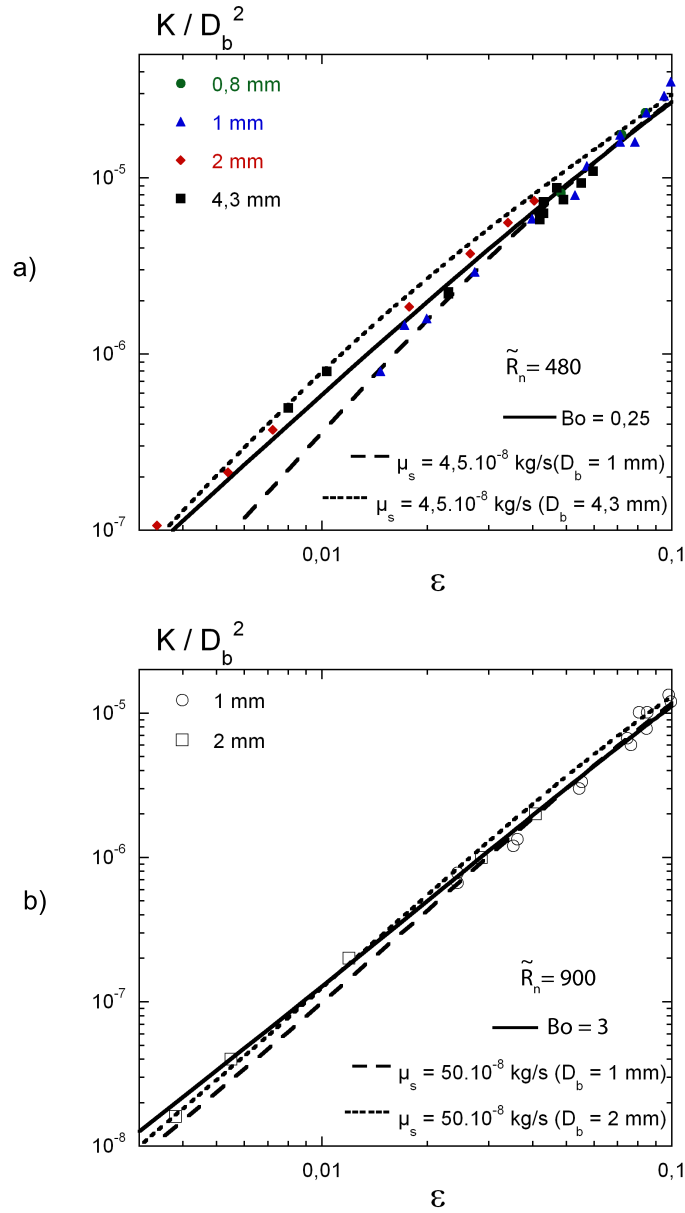 K / D_b^2
0,8 mm
1 mm
2 mm
4,3 mm
10^-5
a)
10^-6
R̃_n = 480
Bo = 0,25
μ_s = 4,5.10^-8 kg/s(D_b = 1 mm)
μ_s = 4,5.10^-8 kg/s (D_b = 4,3 mm)
10^-7
0,01 0,1
ε
K / D_b^2
1 mm
2 mm
10^-5
10^-6
b)
R̃_n = 900
10^-7
Bo = 3
μ_s = 50.10^-8 kg/s (D_b = 1 mm)
μ_s = 50.10^-8 kg/s (D_b = 2 mm)
10^-8
0,01 0,1
ε